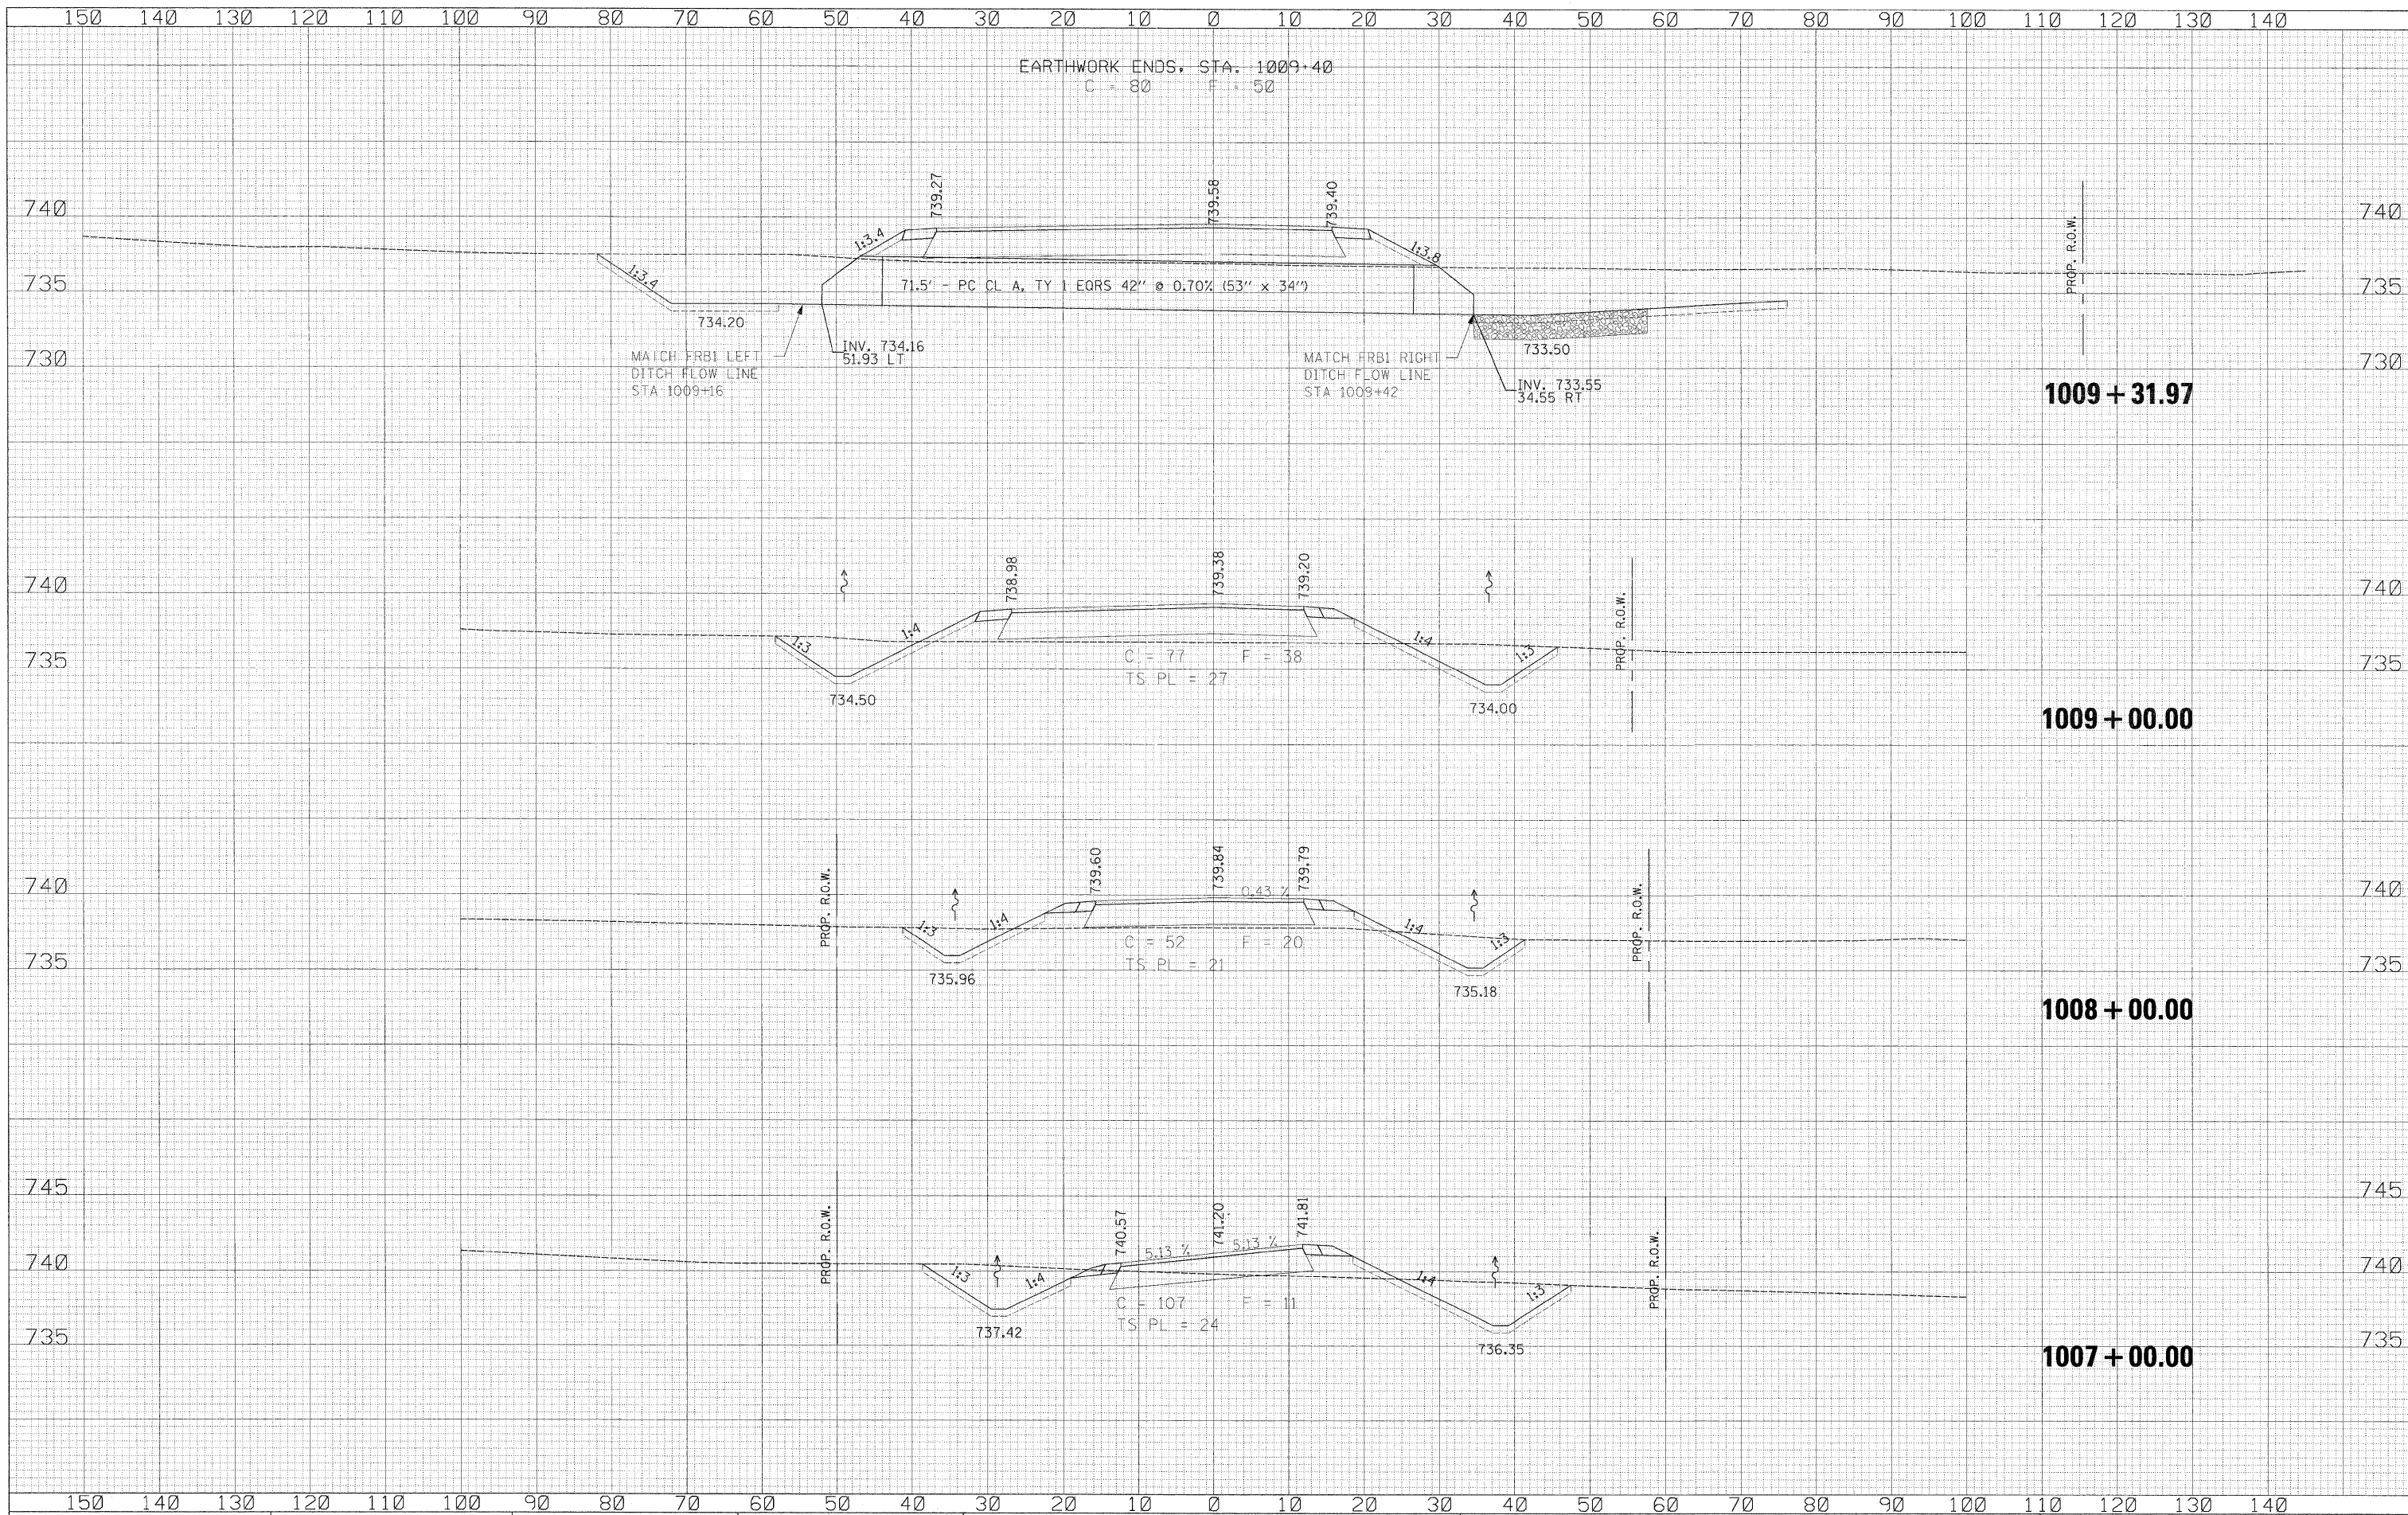 150 140 130 120 110 100 90 80 70 60 50 40 30 20 10 0 10 20 30 40 50 60 70 80 90 100 110 120 130 140
EARTHWORK ENDS, STA. 1009+40
C = 80 F = 50
739.27 739.58 739.40
740 740
PROP. R.O.W.
1:3.4 1:3.8
1:3.4
735 71.5' - PC CL A, TY 1 EQRS 42" @ 0.70% (53" x 34") 735
734.20
INV. 734.16
51.93 LT
733.50
MATCH FRB1 LEFT
DITCH FLOW LINE
STA 1009+16
MATCH FRB1 RIGHT
DITCH FLOW LINE
STA 1009+42
730 730
INV. 733.55
34.55 RT
1009 + 31.97
738.98 739.38 739.20
740 740
PROP. R.O.W.
1:3 1:4 1:4 1:3
735 C = 77 F = 38 735
TS PL = 27
734.50 734.00
1009 + 00.00
739.60 739.84 739.79
740 0.43 % 740
PROP. R.O.W. PROP. R.O.W.
1:3 1:4 1:4 1:3
C = 52 F = 20
735 TS PL = 21 735
735.96 735.18
1008 + 00.00
745 745
740.57 741.20 741.81
PROP. R.O.W. PROP. R.O.W.
5.13 % 5.13 %
740 740
1:3 1:4 1:4 1:3
C = 107 F = 11
TS PL = 24
737.42 736.35
735 735
1007 + 00.00
150 140 130 120 110 100 90 80 70 60 50 40 30 20 10 0 10 20 30 40 50 60 70 80 90 100 110 120 130 140